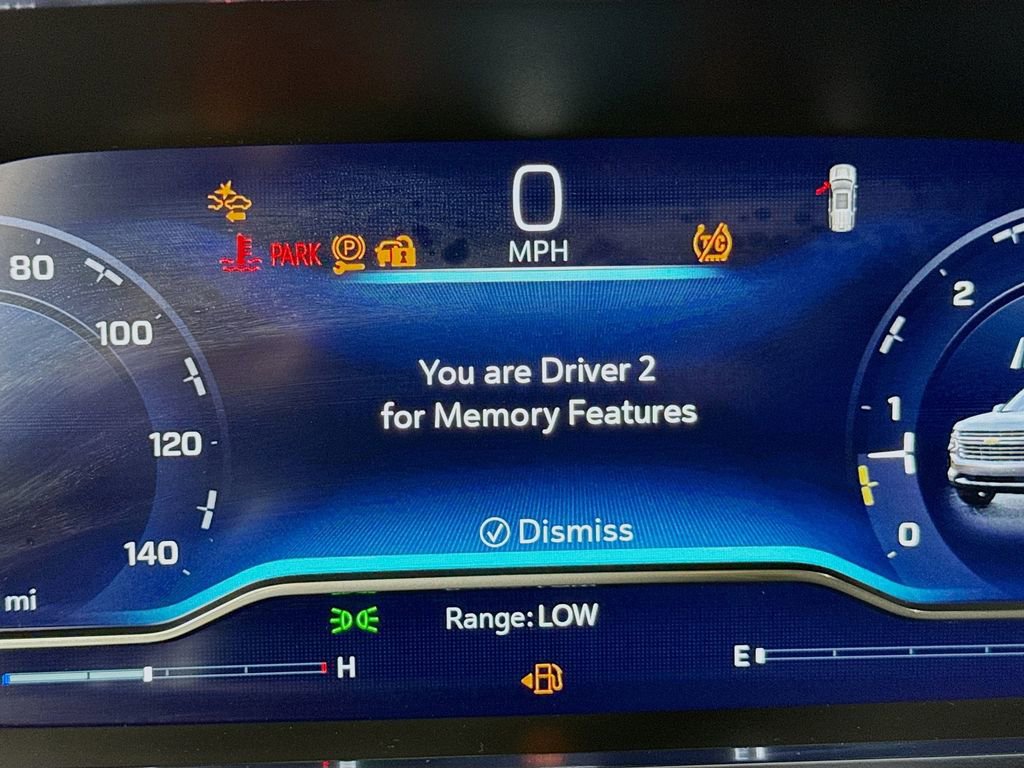 0
MPH
PARK
P
TC
80
100
120
140
mi
2
1
0
You are Driver 2
for Memory Features
Dismiss
Range: LOW
H
E